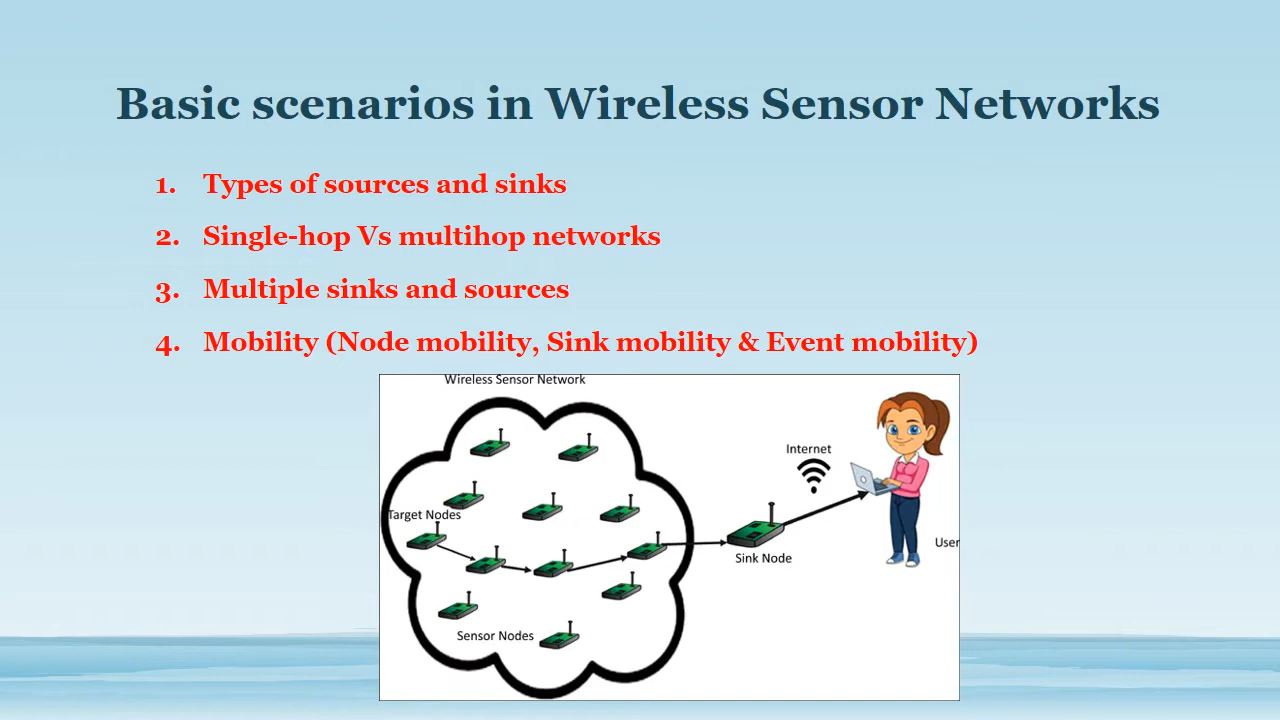 Basic scenarios in Wireless Sensor Networks
1. Types of sources and sinks
2. Single-hop Vs multihop networks
3. Multiple sinks and sources
4. Mobility (Node mobility, Sink mobility & Event mobility)
Wireless Sensor Network
Internet
Target Nodes
User
Sink Node
Sensor Nodes